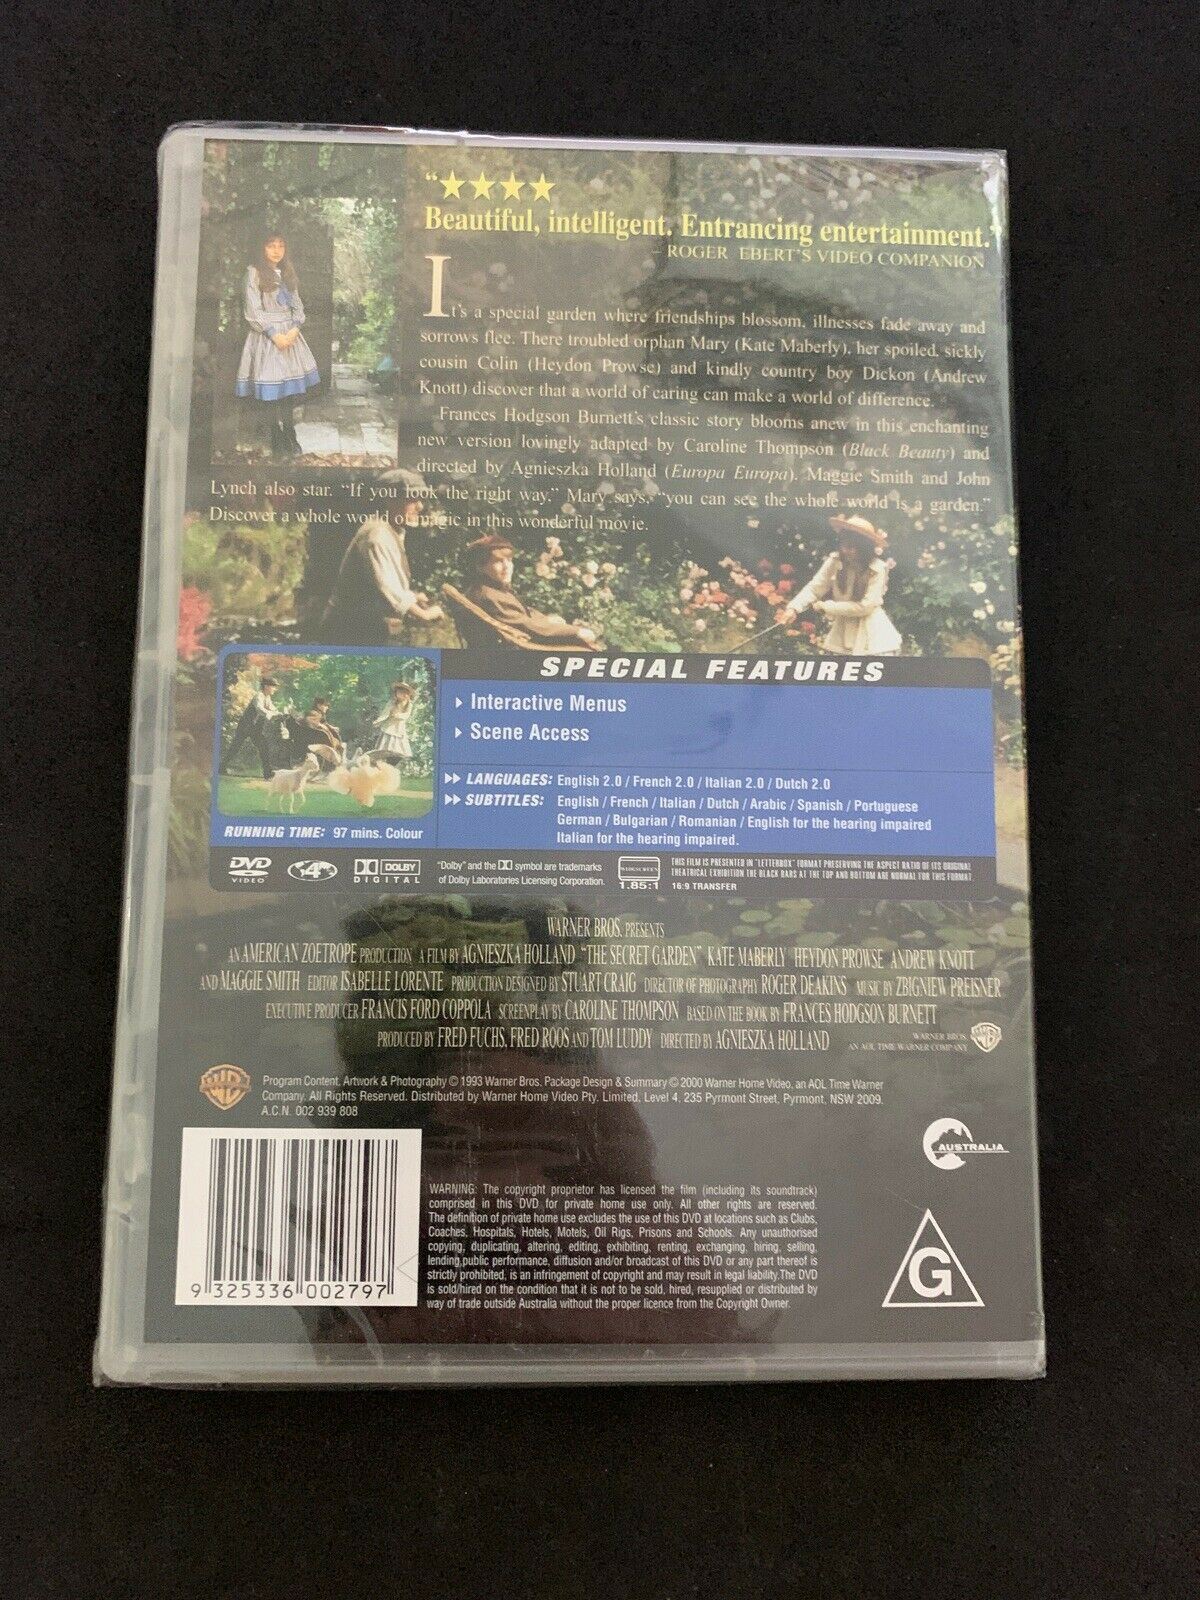 “★★★★
Beautiful, intelligent. Entrancing entertainment.”
– ROGER EBERT'S VIDEO COMPANION
It's a special garden where friendships blossom, illnesses fade away and
sorrows flee. There troubled orphan Mary (Kate Maberly), her spoiled, sickly
cousin Colin (Heydon Prowse) and kindly country boy Dickon (Andrew
Knott) discover that a world of caring can make a world of difference.
Frances Hodgson Burnett's classic story blooms anew in this enchanting
new version lovingly adapted by Caroline Thompson (Black Beauty) and
directed by Agnieszka Holland (Europa Europa). Maggie Smith and John
Lynch also star. “If you look the right way,” Mary says, “you can see the whole world is a garden.”
Discover a whole world of magic in this wonderful movie.
SPECIAL FEATURES
Interactive Menus
Scene Access
LANGUAGES: English 2.0 / French 2.0 / Italian 2.0 / Dutch 2.0
SUBTITLES: English / French / Italian / Dutch / Arabic / Spanish / Portuguese
German / Bulgarian / Romanian / English for the hearing impaired
Italian for the hearing impaired.
RUNNING TIME: 97 mins. Colour
DVD VIDEO
4
DOLBY DIGITAL
"Dolby" and the DD symbol are trademarks
of Dolby Laboratories Licensing Corporation.
WIDESCREEN
1.85:1
THIS FILM IS PRESENTED IN "LETTERBOX" FORMAT PRESERVING THE ASPECT RATIO OF ITS ORIGINAL
THEATRICAL EXHIBITION THE BLACK BARS AT THE TOP AND BOTTOM ARE NORMAL FOR THIS FORMAT.
16:9 TRANSFER
WARNER BROS. PRESENTS
AN AMERICAN ZOETROPE PRODUCTION A FILM BY AGNIESZKA HOLLAND "THE SECRET GARDEN" KATE MABERLY HEYDON PROWSE ANDREW KNOTT
AND MAGGIE SMITH EDITOR ISABELLE LORENTE PRODUCTION DESIGNED BY STUART CRAIG DIRECTOR OF PHOTOGRAPHY ROGER DEAKINS MUSIC BY ZBIGNIEW PREISNER
EXECUTIVE PRODUCER FRANCIS FORD COPPOLA SCREENPLAY BY CAROLINE THOMPSON BASED ON THE BOOK BY FRANCES HODGSON BURNETT
PRODUCED BY FRED FUCHS, FRED ROOS AND TOM LUDDY DIRECTED BY AGNIESZKA HOLLAND
WARNER BROS.
AN AOL TIME WARNER COMPANY
Program Content, Artwork & Photography © 1993 Warner Bros. Package Design & Summary © 2000 Warner Home Video, an AOL Time Warner
Company. All Rights Reserved. Distributed by Warner Home Video Pty. Limited, Level 4, 235 Pyrmont Street, Pyrmont, NSW 2009.
A.C.N. 002 939 808
AUSTRALIA
WARNING: The copyright proprietor has licensed the film (including its soundtrack)
comprised in this DVD for private home use only. All other rights are reserved.
The definition of private home use excludes the use of this DVD at locations such as Clubs,
Coaches, Hospitals, Hotels, Motels, Oil Rigs, Prisons and Schools. Any unauthorised
copying, duplicating, altering, editing, exhibiting, renting, exchanging, hiring, selling,
lending,public performance, diffusion and/or broadcast of this DVD or any part thereof is
strictly prohibited, is an infringement of copyright and may result in legal liability.The DVD
is sold/hired on the condition that it is not to be sold, hired, resupplied or distributed by
way of trade outside Australia without the proper licence from the Copyright Owner.
9 325336 002797
G